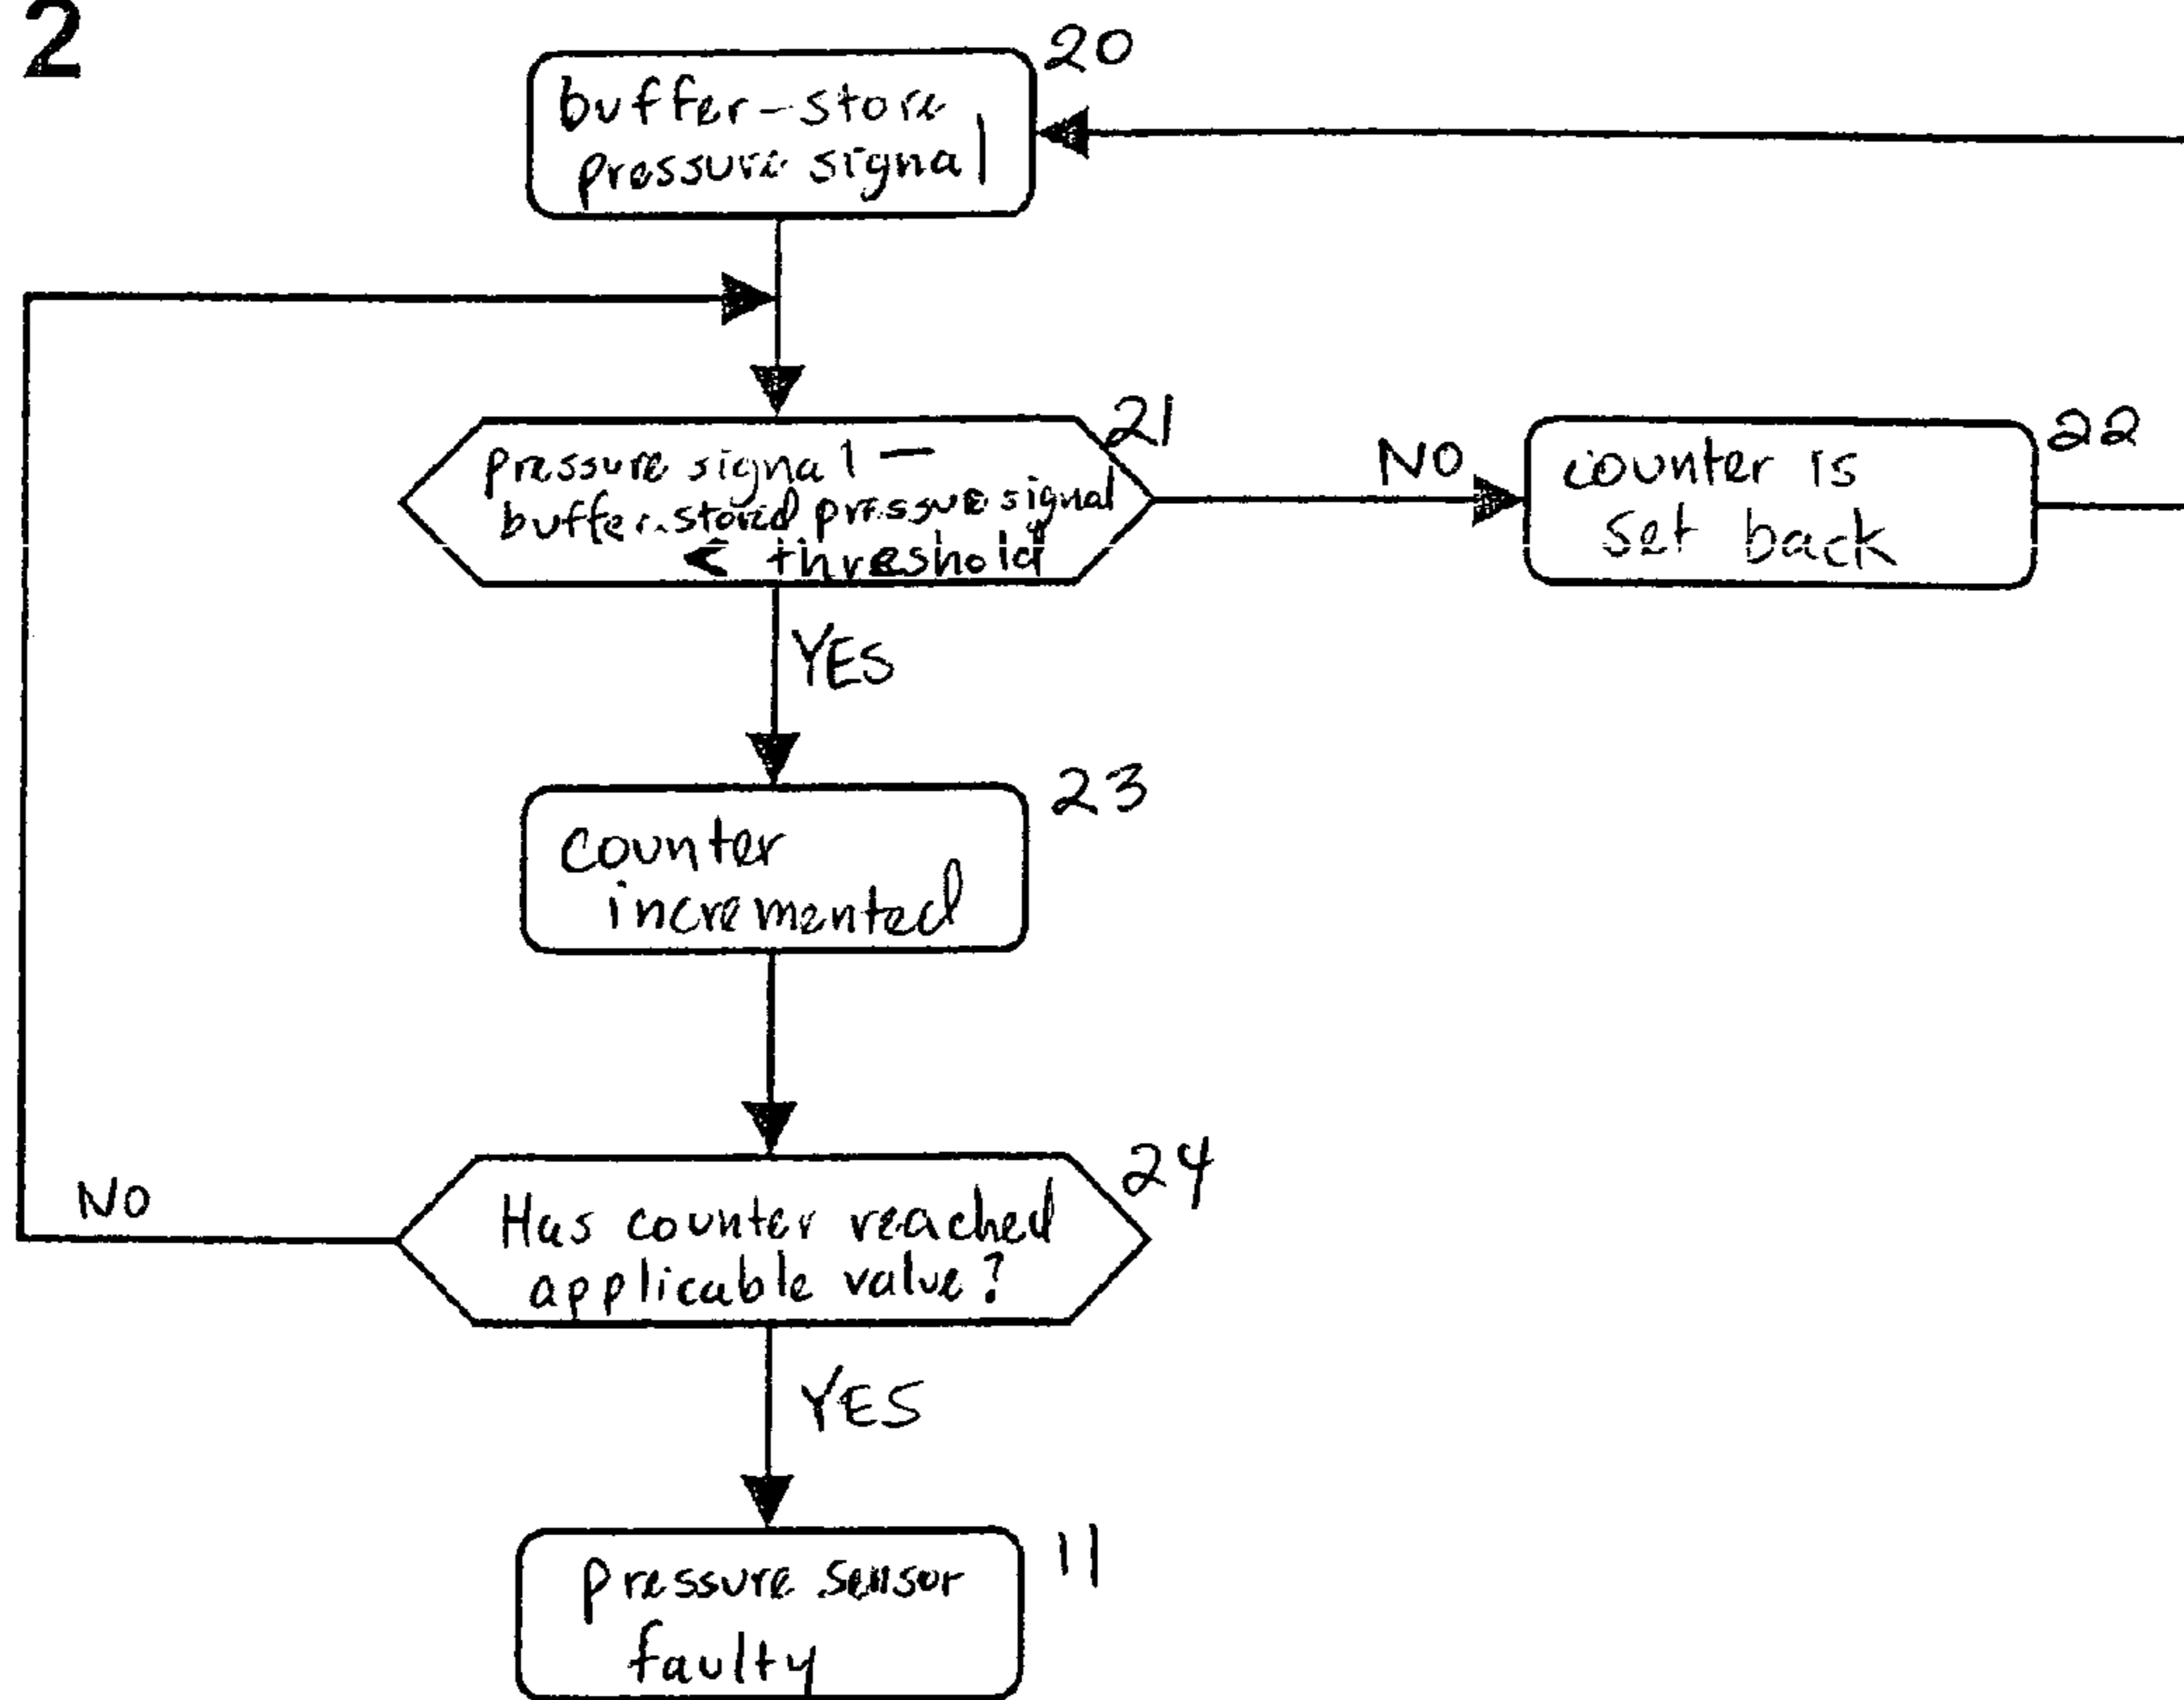 2
20
buffer-store
pressure signal
21
pressure signal -
buffer-stored pressure signal
< threshold
NO
22
counter is
set back
YES
23
counter
incremented
24
NO
Has counter reached
applicable value?
YES
11
pressure sensor
faulty